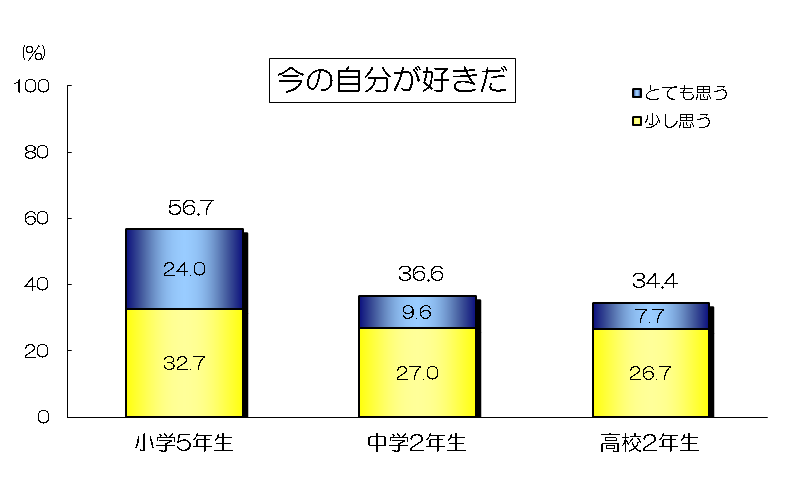 (%)
今の自分が好きだ
100
80
60
40
20
0
とても思う
少し思う
56.7
24.0
32.7
36.6
9.6
27.0
34.4
7.7
26.7
小学5年生
中学2年生
高校2年生